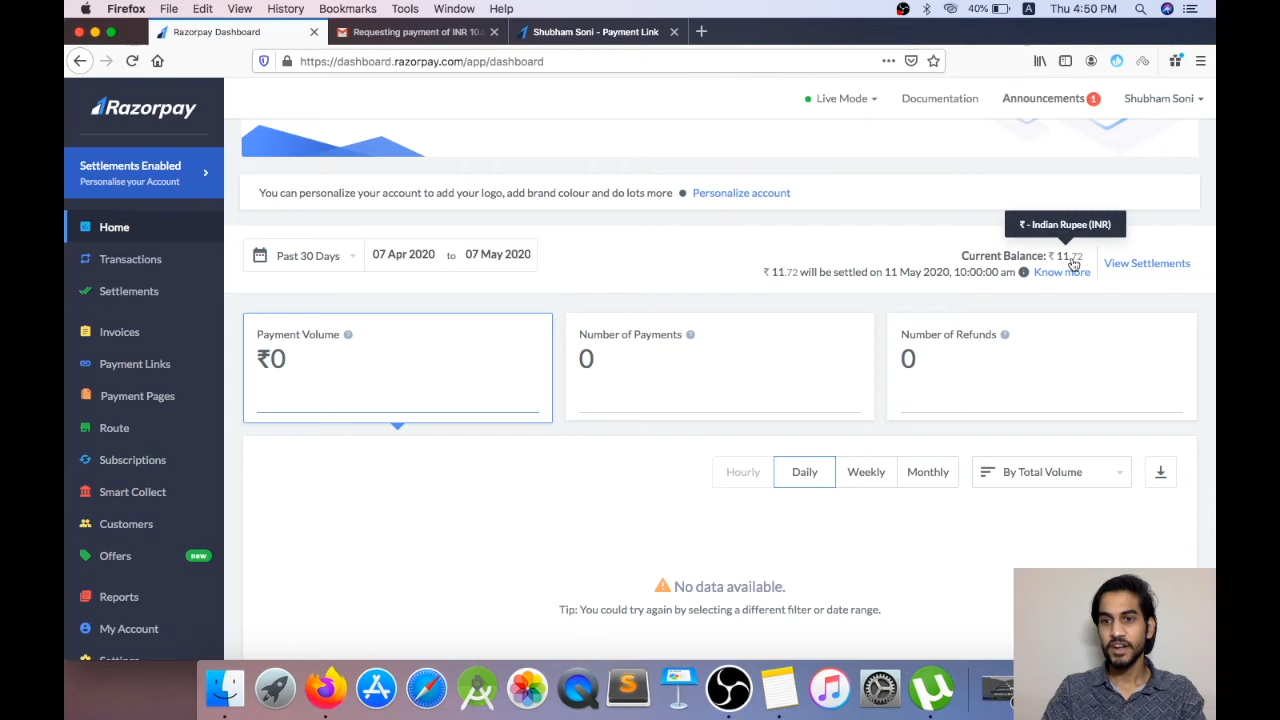 Firefox File Edit View History Bookmarks Tools Window Help 40% A Thu 4:50 PM
Razorpay Dashboard Requesting payment of INR 10. Shubham Soni - Payment Link
https://dashboard.razorpay.com/app/dashboard
Razorpay
Live Mode Documentation Announcements 1 Shubham Soni
Settlements Enabled
Personalise your Account
You can personalize your account to add your logo, add brand colour and do lots more Personalize account
Home
Transactions
Settlements
Invoices
Payment Links
Payment Pages
Route
Subscriptions
Smart Collect
Customers
Offers new
Reports
My Account
₹ - Indian Rupee (INR)
Past 30 Days 07 Apr 2020 to 07 May 2020
Current Balance: ₹ 11.72
₹ 11.72 will be settled on 11 May 2020, 10:00:00 am Know more
View Settlements
Payment Volume
₹0
Number of Payments
0
Number of Refunds
0
Hourly Daily Weekly Monthly By Total Volume
No data available.
Tip: You could try again by selecting a different filter or date range.